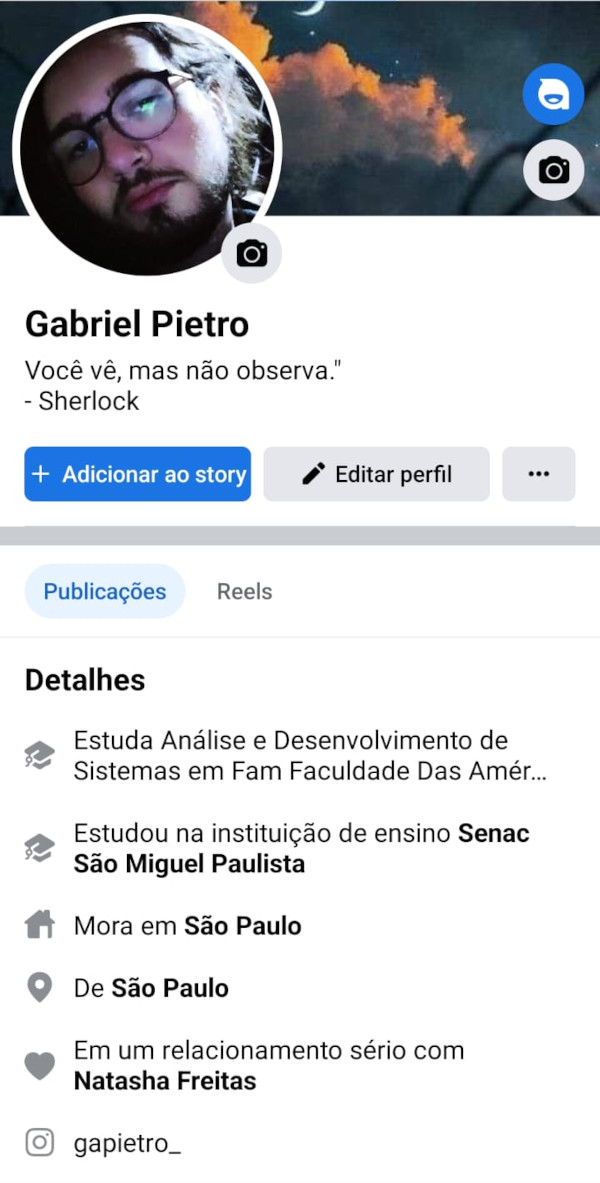 Gabriel Pietro
Você vê, mas não observa."
- Sherlock
+ Adicionar ao story
Editar perfil
Publicações
Reels
Detalhes
Estuda Análise e Desenvolvimento de
Sistemas em Fam Faculdade Das Amér...
Estudou na instituição de ensino Senac
São Miguel Paulista
Mora em São Paulo
De São Paulo
Em um relacionamento sério com
Natasha Freitas
gapietro_